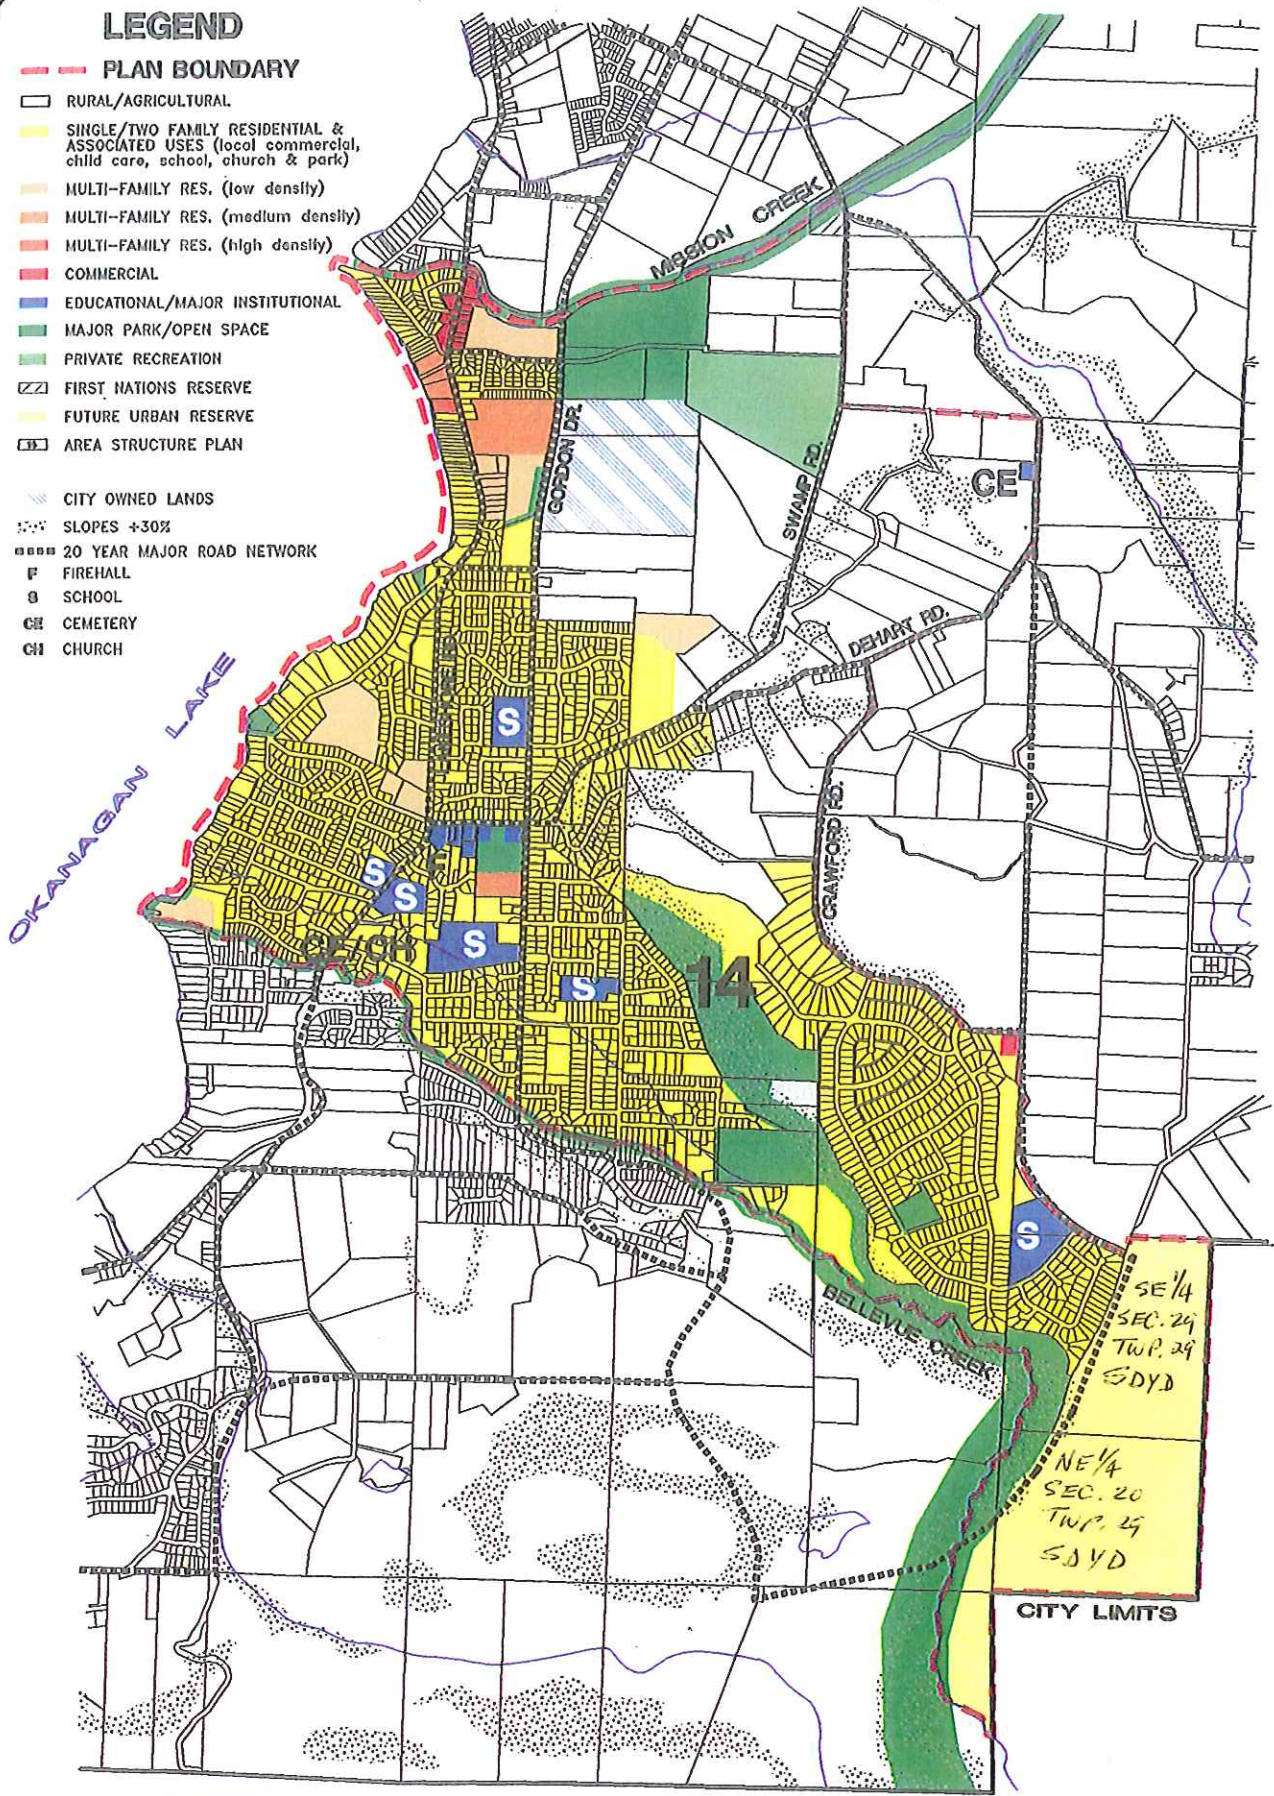 LEGEND
PLAN BOUNDARY
RURAL/AGRICULTURAL
SINGLE/TWO FAMILY RESIDENTIAL &
ASSOCIATED USES (local commercial,
child care, school, church & park)
MULTI-FAMILY RES. (low density)
MULTI-FAMILY RES. (medium density)
MULTI-FAMILY RES. (high density)
COMMERCIAL
EDUCATIONAL/MAJOR INSTITUTIONAL
MAJOR PARK/OPEN SPACE
PRIVATE RECREATION
FIRST NATIONS RESERVE
FUTURE URBAN RESERVE
AREA STRUCTURE PLAN
CITY OWNED LANDS
SLOPES +30%
20 YEAR MAJOR ROAD NETWORK
F FIREHALL
S SCHOOL
CE CEMETERY
CH CHURCH
MISSION CREEK
GORDON DR.
SWAMP RD.
CE
DEHART RD.
OKANAGAN LAKE
S
CRAWFORD RD.
F
S
S
CE/CH
S
S
14
S
BELLEVUE CREEK
SE 1/4
SEC. 29
TWP. 29
SDYD
NE 1/4
SEC. 20
TWP. 29
SDYD
CITY LIMITS